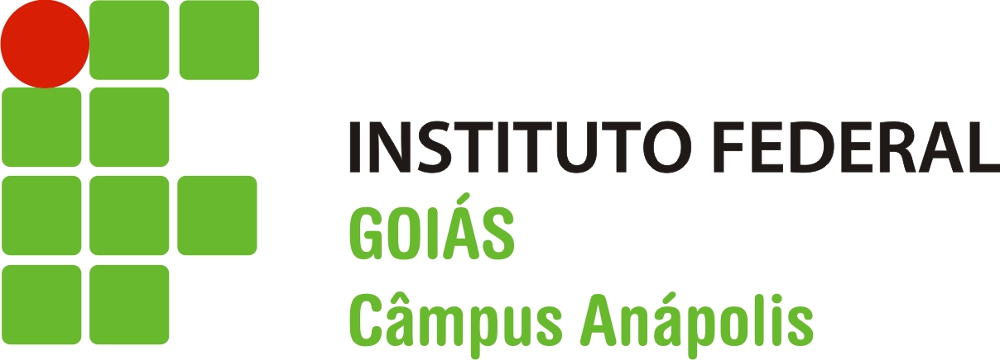 INSTITUTO FEDERAL
GOIÁS
Câmpus Anápolis